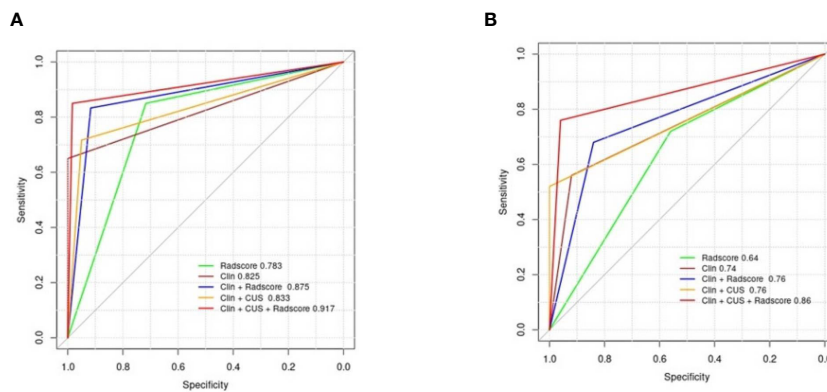 A
1.0
0.8
0.6
0.4
0.2
0.0
Sensitivity
Radscore 0.783
Clin 0.825
Clin + Radscore 0.875
Clin + CUS 0.833
Clin + CUS + Radscore 0.917
1.0 0.8 0.6 0.4 0.2 0.0
Specificity
B
1.0
0.8
0.6
0.4
0.2
0.0
Sensitivity
Radscore 0.64
Clin 0.74
Clin + Radscore 0.76
Clin + CUS 0.76
Clin + CUS + Radscore 0.86
1.0 0.8 0.6 0.4 0.2 0.0
Specificity